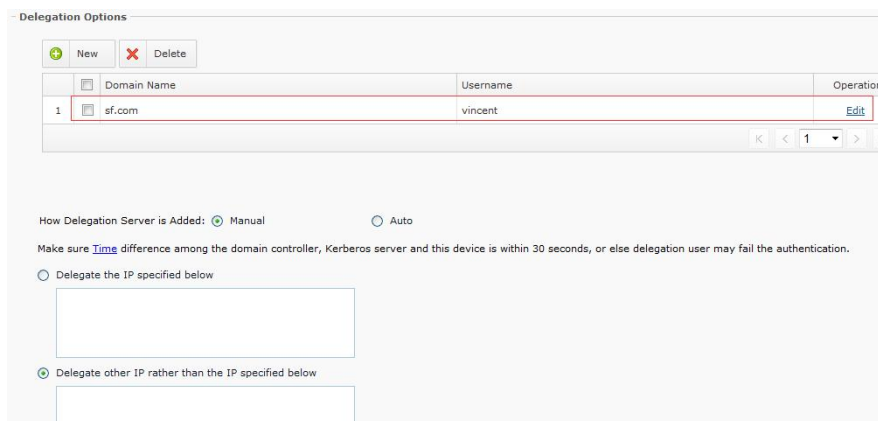 Delegation Options
New Delete
Domain Name Username Operatio
1 sf.com vincent Edit
1
How Delegation Server is Added: Manual Auto
Make sure Time difference among the domain controller, Kerberos server and this device is within 30 seconds, or else delegation user may fail the authentication.
Delegate the IP specified below
Delegate other IP rather than the IP specified below